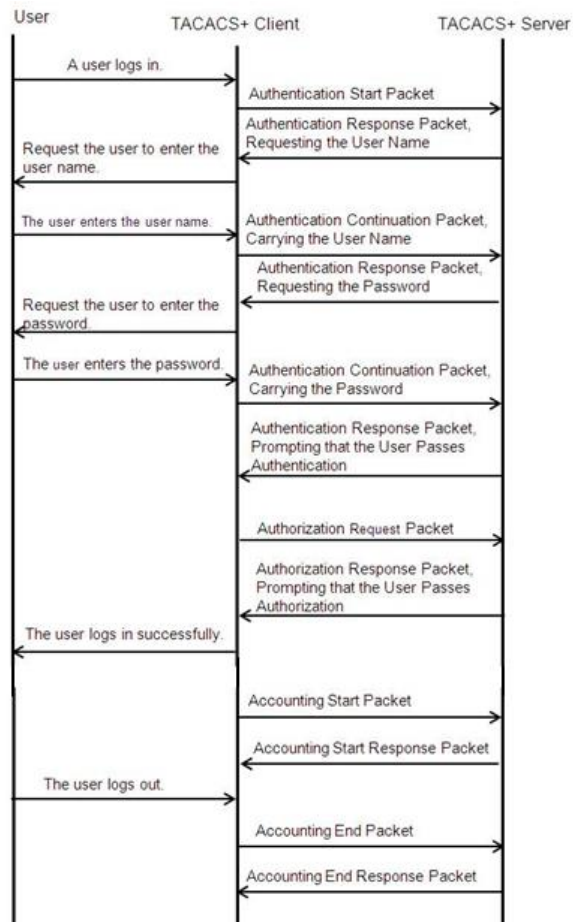 User
TACACS+ Client
TACACS+ Server
A user logs in.
Authentication Start Packet
Authentication Response Packet,
Requesting the User Name
Request the user to enter the
user name.
The user enters the user name.
Authentication Continuation Packet,
Carrying the User Name
Authentication Response Packet,
Requesting the Password
Request the user to enter the
password.
The user enters the password.
Authentication Continuation Packet,
Carrying the Password
Authentication Response Packet,
Prompting that the User Passes
Authentication
Authorization Request Packet
Authorization Response Packet,
Prompting that the User Passes
Authorization
The user logs in successfully.
Accounting Start Packet
Accounting Start Response Packet
The user logs out.
Accounting End Packet
Accounting End Response Packet